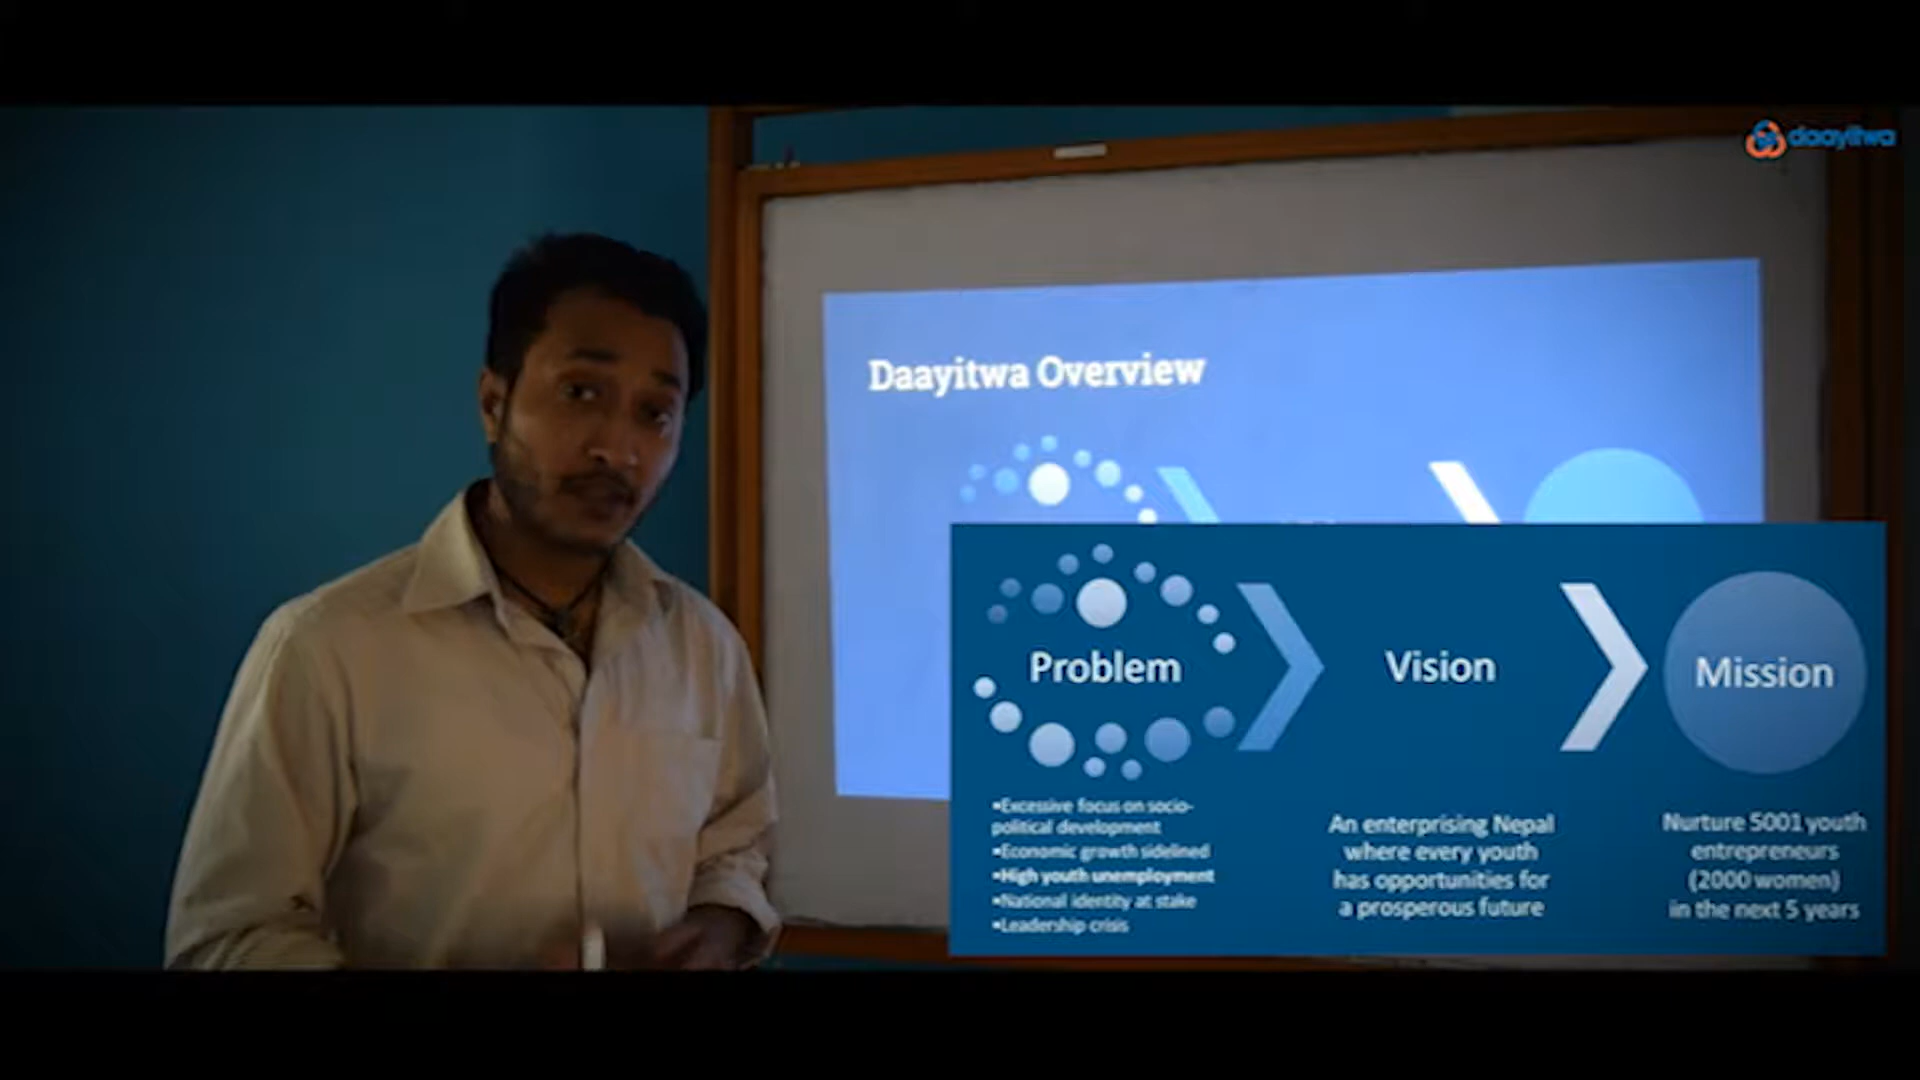 daayitwa
Daayitwa Overview
Problem
Vision
Mission
▪Excessive focus on socio-
political development
▪Economic growth sidelined
▪High youth unemployment
▪National identity at stake
▪Leadership crisis
An enterprising Nepal
where every youth
has opportunities for
a prosperous future
Nurture 5001 youth
entrepreneurs
(2000 women)
in the next 5 years